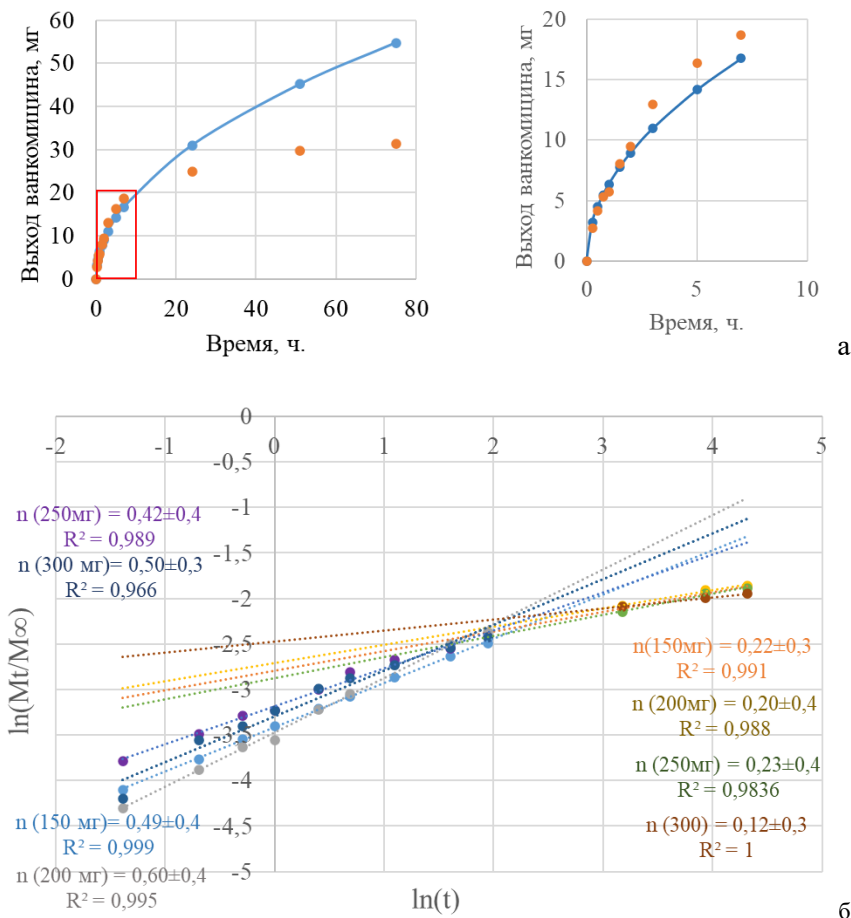 Выход ванкомицина, мг
60
50
40
30
20
10
0
0 20 40 60 80
Время, ч.
Выход ванкомицина, мг
20
15
10
5
0
0 5 10
Время, ч.
а
-2 -1 0 1 2 3 4 5
0
-0,5
-1
-1,5
-2
-2,5
-3
-3,5
-4
-4,5
-5
ln(Mt/M∞)
ln(t)
n (250мг) = 0,42±0,4
R² = 0,989
n (300 мг)= 0,50±0,3
R² = 0,966
n (150 мг)= 0,49±0,4
R² = 0,999
n (200 мг) = 0,60±0,4
R² = 0,995
n(150мг) = 0,22±0,3
R² = 0,991
n (200мг) = 0,20±0,4
R² = 0,988
n (250мг) = 0,23±0,4
R² = 0,9836
n (300) = 0,12±0,3
R² = 1
б